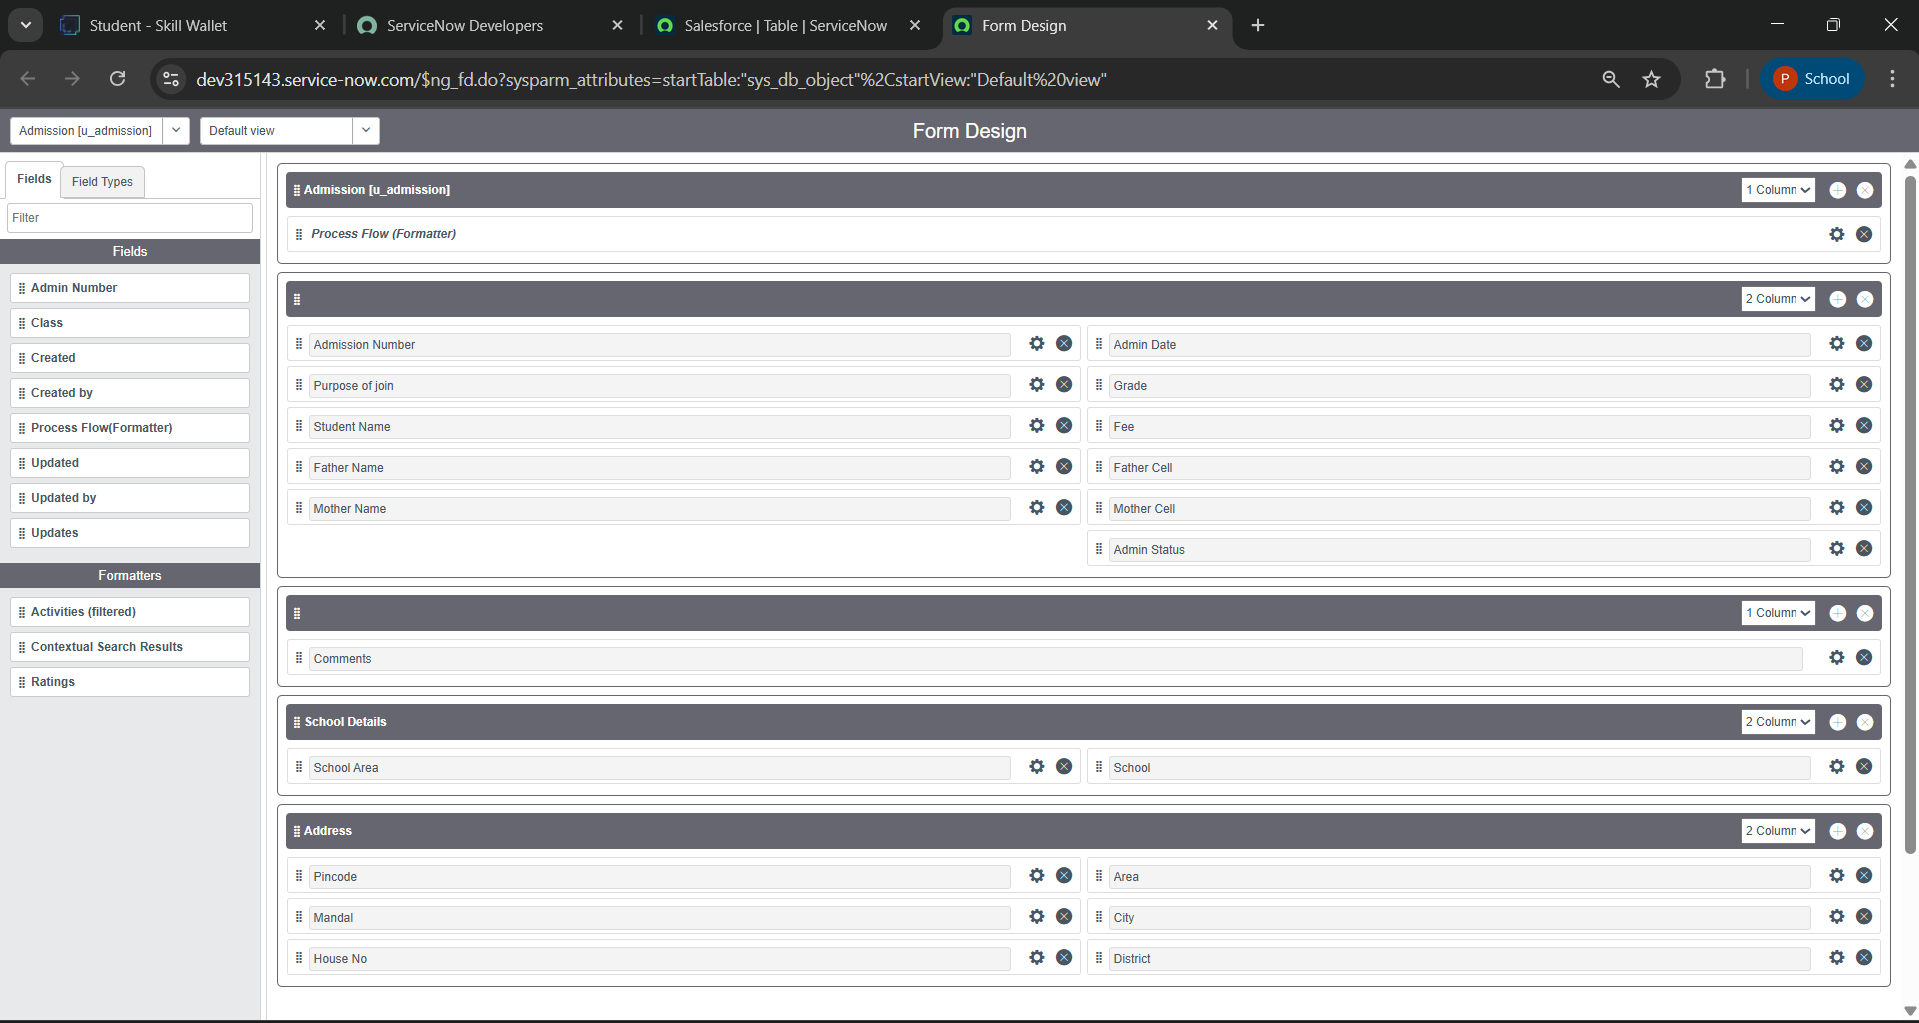 Student - Skill Wallet
ServiceNow Developers
Salesforce | Table | ServiceNow
Form Design
dev315143.service-now.com/$ng_fd.do?sysparm_attributes=startTable:"sys_db_object"%2CstartView:"Default%20view"
P School
Admission [u_admission]
Default view
Form Design
Fields
Field Types
Filter
Fields
Admin Number
Class
Created
Created by
Process Flow(Formatter)
Updated
Updated by
Updates
Formatters
Activities (filtered)
Contextual Search Results
Ratings
Admission [u_admission]
1 Column
Process Flow (Formatter)
2 Column
Admission Number
Admin Date
Purpose of join
Grade
Student Name
Fee
Father Name
Father Cell
Mother Name
Mother Cell
Admin Status
1 Column
Comments
School Details
2 Column
School Area
School
Address
2 Column
Pincode
Area
Mandal
City
House No
District